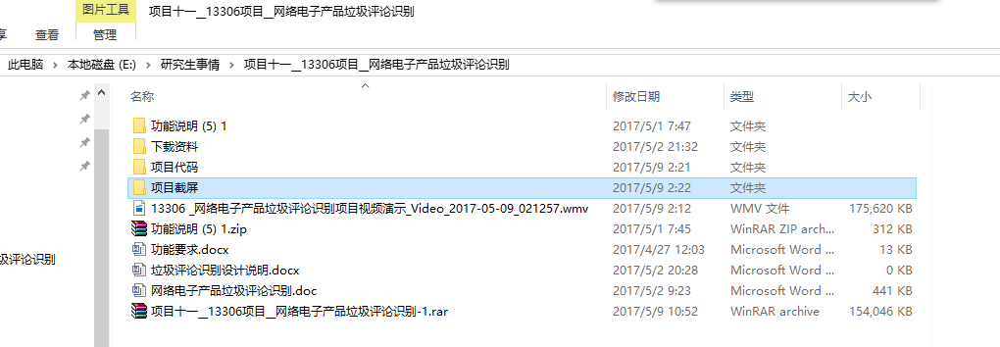 图片工具 项目十一__13306项目__网络电子产品垃圾评论识别
享 查看 管理
此电脑 > 本地磁盘 (E:) > 研究生事情 > 项目十一__13306项目__网络电子产品垃圾评论识别
名称 修改日期 类型 大小
功能说明 (5) 1 2017/5/1 7:47 文件夹
下载资料 2017/5/2 21:32 文件夹
项目代码 2017/5/9 2:21 文件夹
项目截屏 2017/5/9 2:22 文件夹
13306 _网络电子产品垃圾评论识别项目视频演示_Video_2017-05-09_021257.wmv 2017/5/9 2:12 WMV 文件 175,620 KB
功能说明 (5) 1.zip 2017/5/1 7:45 WinRAR ZIP arch... 312 KB
功能要求.docx 2017/4/27 12:03 Microsoft Word ... 13 KB
垃圾评论识别设计说明.docx 2017/5/2 20:28 Microsoft Word ... 0 KB
网络电子产品垃圾评论识别.doc 2017/5/2 9:23 Microsoft Word ... 441 KB
项目十一__13306项目__网络电子产品垃圾评论识别-1.rar 2017/5/9 10:52 WinRAR archive 154,046 KB
圾评论识别